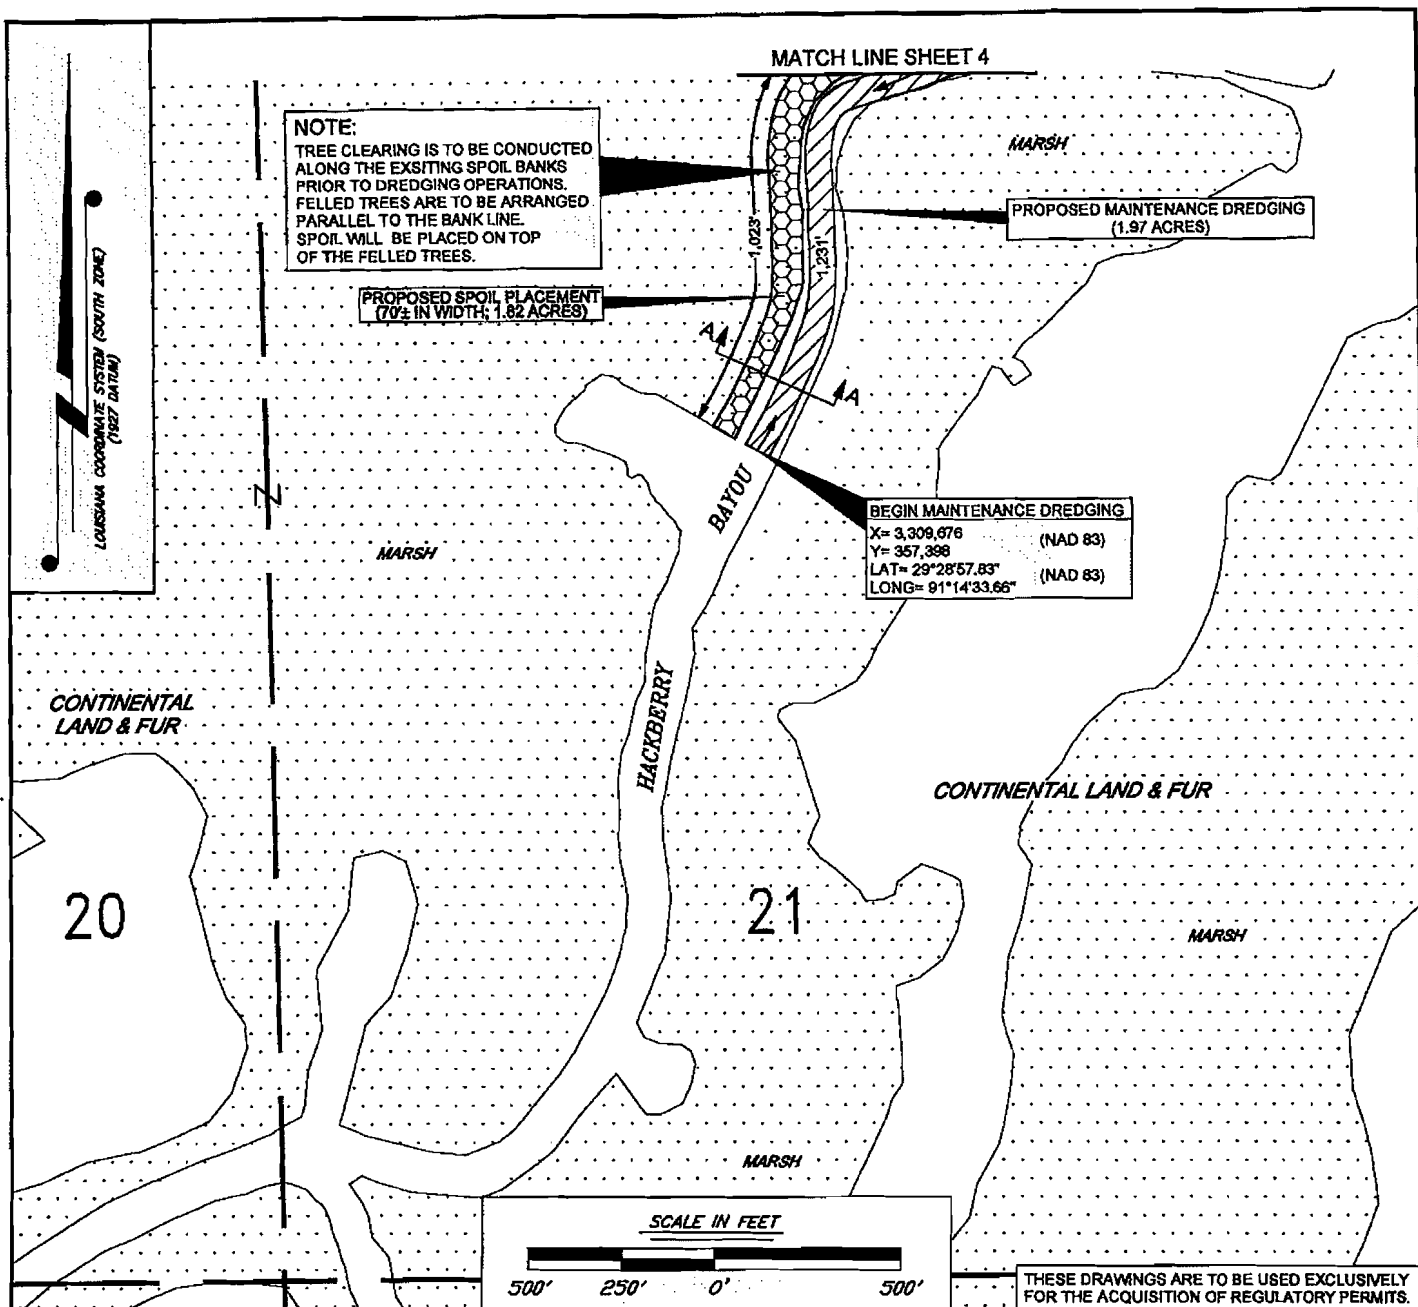 MATCH LINE SHEET 4
NOTE:
TREE CLEARING IS TO BE CONDUCTED
ALONG THE EXSITING SPOIL BANKS
PRIOR TO DREDGING OPERATIONS.
FELLED TREES ARE TO BE ARRANGED
PARALLEL TO THE BANK LINE.
SPOIL WILL BE PLACED ON TOP
OF THE FELLED TREES.
MARSH
PROPOSED MAINTENANCE DREDGING
(1.97 ACRES)
1,023'
1,231'
PROPOSED SPOIL PLACEMENT
(70'± IN WIDTH; 1.82 ACRES)
A
A
LOUISIANA COORDINATE SYSTEM (SOUTH ZONE)
(1927 DATUM)
Z
BAYOU
BEGIN MAINTENANCE DREDGING
X= 3,309,676
Y= 357,398 (NAD 83)
LAT= 29°28'57.83"
LONG= 91°14'33.66" (NAD 83)
MARSH
HACKBERRY
CONTINENTAL
LAND & FUR
CONTINENTAL LAND & FUR
20
21
MARSH
MARSH
SCALE IN FEET
500' 250' 0' 500'
THESE DRAWINGS ARE TO BE USED EXCLUSIVELY
FOR THE ACQUISITION OF REGULATORY PERMITS.